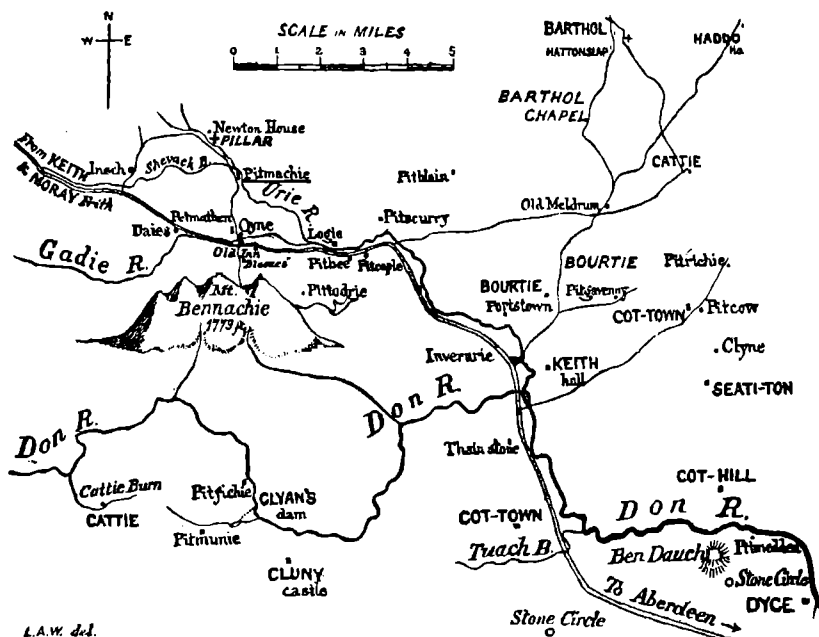 N
W E
SCALE IN MILES
0 1 2 3 4 5
BARTHOL
HATTONSLAP
HADDO
Ho.
BARTHOL
CHAPEL
Newton House
PILLAR
From KEITH
& MORAY Frith
Insch
Shevack B.
Pitmachie
Urie R.
Pitblain
CATTIE
Old Meldrum
Pitscurry
Petmathen
Oyne
Logie
Daies
Old Inn
Pitbee
Pitcaple
Gadie R.
Mt.
Bennachie
1773 ft
Pittodrie
BOURTIE
BOURTIE
Portstown
Pitgaveny
Pitrichie
COT-TOWN
Pitcow
Clyne
Inverurie
KEITH
hall
SEATI-TON
Don R.
Don R.
Thainstone
Cattie Burn
CATTIE
Pitfichie
CLYAN'S
dam
Pitmunie
CLUNY
Castle
COT-HILL
COT-TOWN
Don R.
Tuach B.
Ben Dauch
Pitmedden
Stone Circle
DYCE
To Aberdeen
Stone Circle
L.A.W. del.